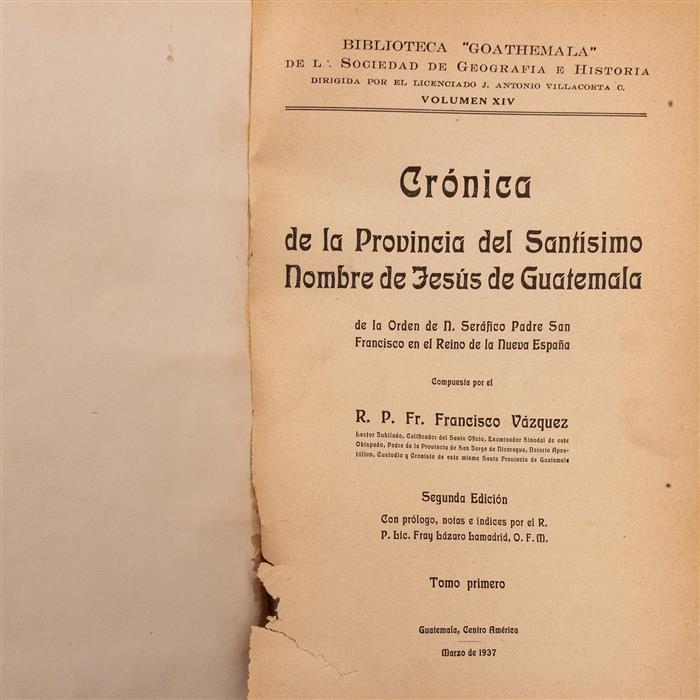 BIBLIOTECA "GOATHEMALA"
DE L. SOCIEDAD DE GEOGRAFIA E HISTORIA
DIRIGIDA POR EL LICENCIADO J. ANTONIO VILLACORTA C.
VOLUMEN XIV
Crónica
de la Provincia del Santísimo
Nombre de Jesús de Guatemala
de la Orden de N. Seráfico Padre San
Francisco en el Reino de la Nueva España
Compuesta por el
R. P. Fr. Francisco Vázquez
Lector Jubilado, Calificador del Santo Oficio, Examinador Sinodal de este
Obispado, Padre de la Provincia de San Jorge de Nicaragua, Notario Apos-
tólico, Custodio y Cronista de esta misma Santa Provincia de Guatemala
Segunda Edición
Con prólogo, notas e índices por el R.
P. Lic. Fray Lázaro Lamadrid, O. F. M.
Tomo primero
Guatemala, Centro América
Marzo de 1937